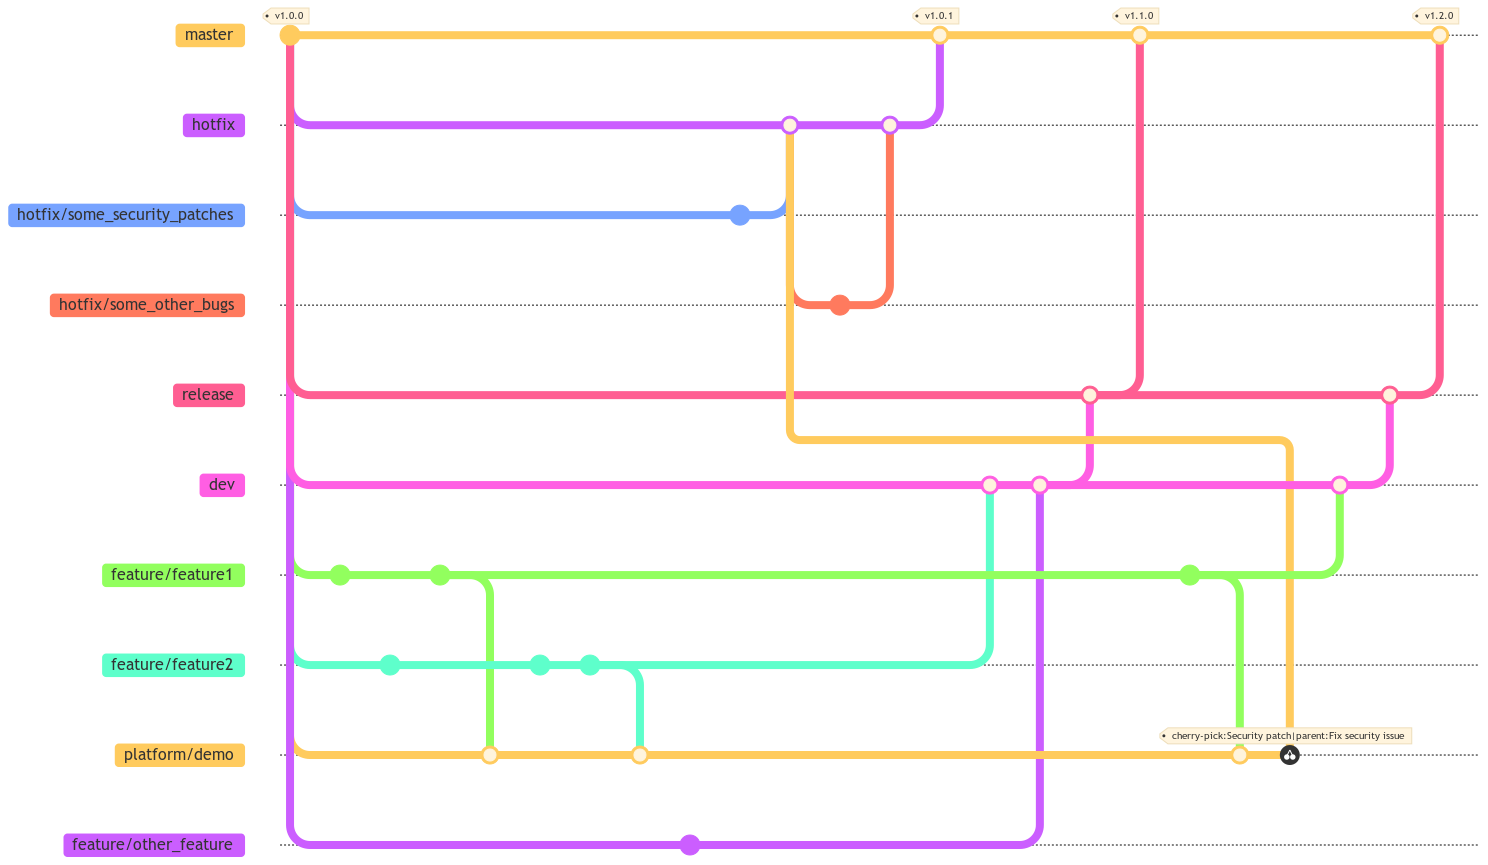 v1.0.0
v1.0.1
v1.1.0
v1.2.0
master
hotfix
hotfix/some_security_patches
hotfix/some_other_bugs
release
dev
feature/feature1
feature/feature2
cherry-pick:Security patch|parent:Fix security issue
platform/demo
feature/other_feature